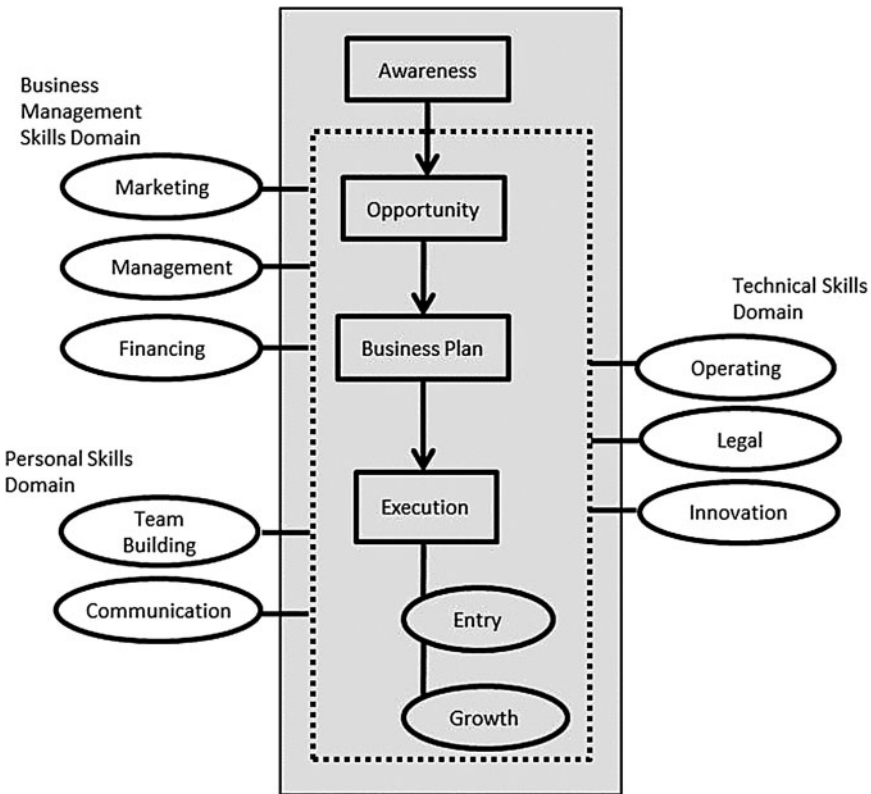 Awareness
Business
Management
Skills Domain
Marketing
Opportunity
Management
Technical Skills
Domain
Financing
Business Plan
Operating
Legal
Personal Skills
Domain
Execution
Innovation
Team
Building
Communication
Entry
Growth